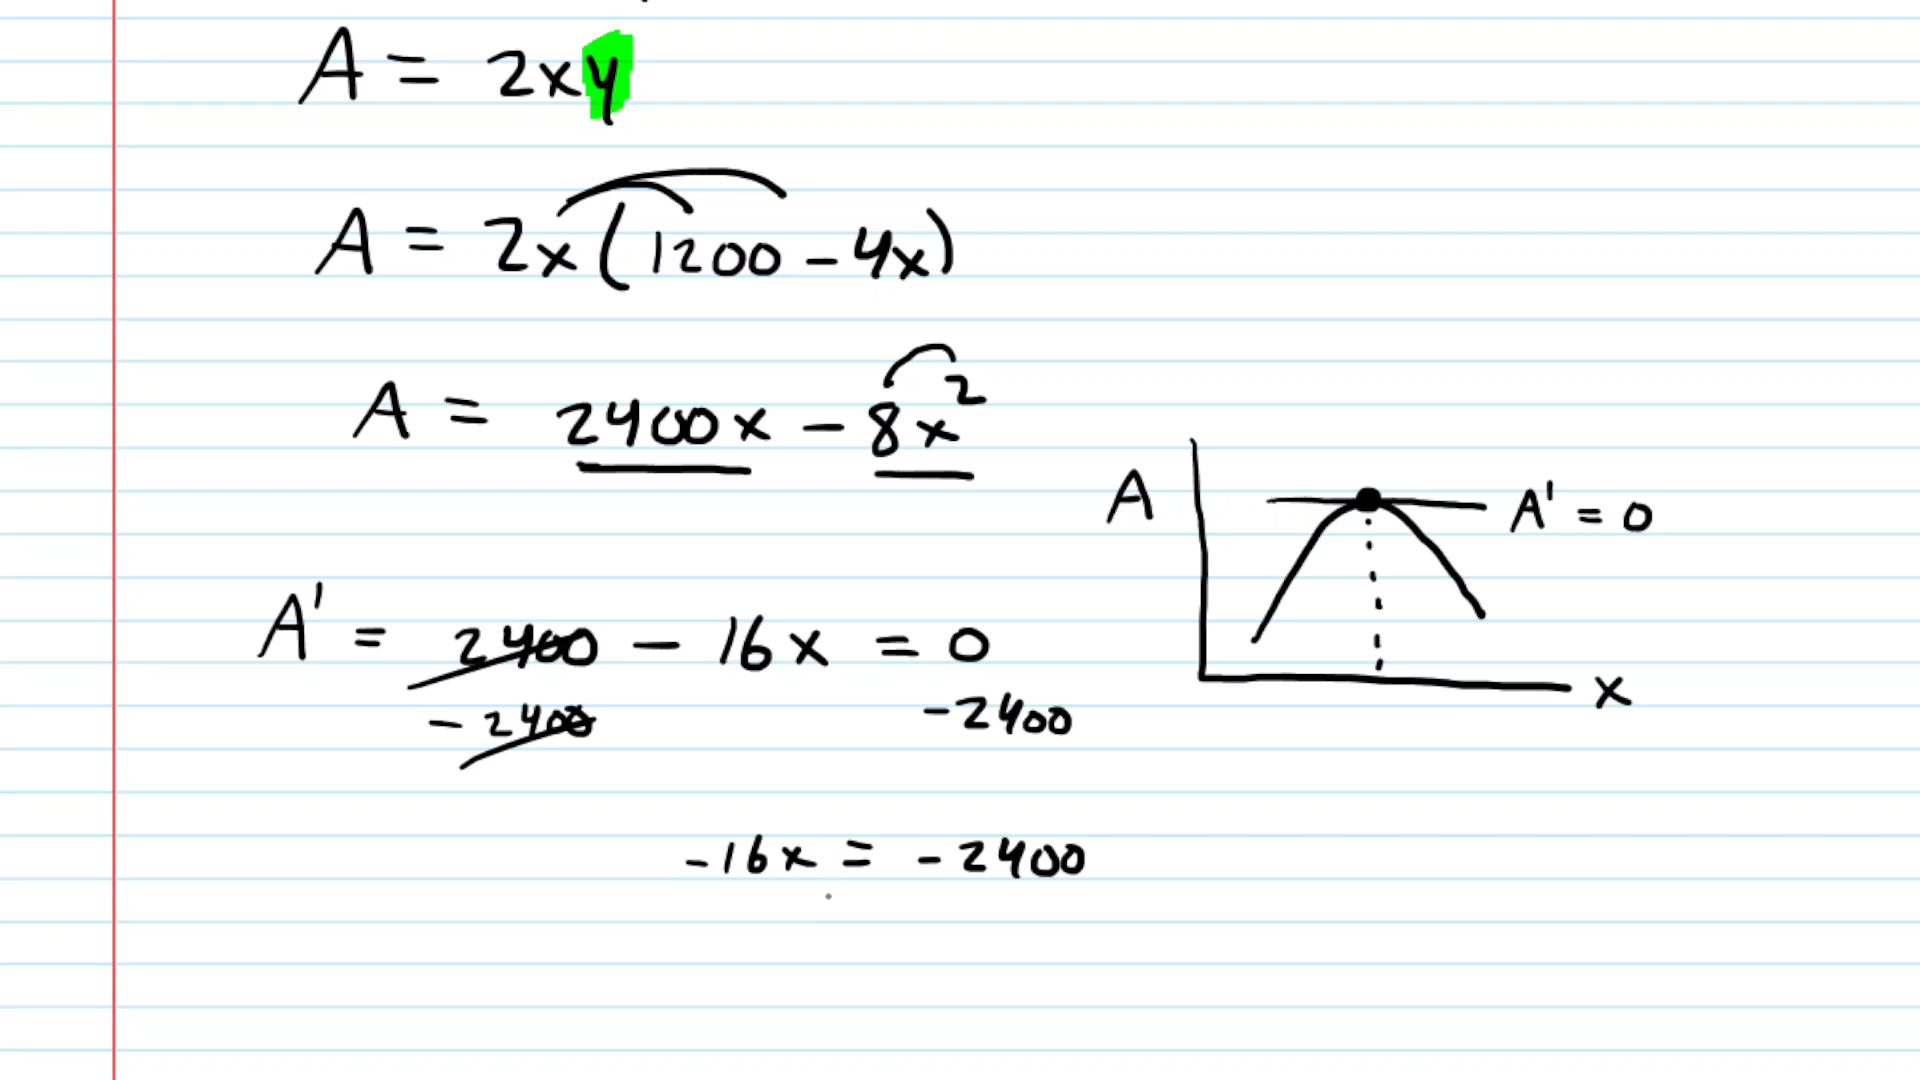 A = 2xy
A = 2x(1200 - 4x)
A = 2400x - 8x²
A
A' = 0
A' = 2400 - 16x = 0
- 2400
-2400
x
-16x = -2400